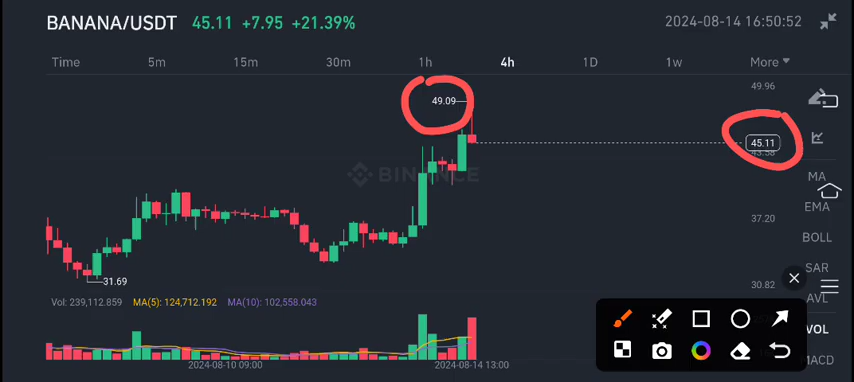 BANANA/USDT 45.11 +7.95 +21.39% 2024-08-14 16:50:52
Time 5m 15m 30m 1h 4h 1D 1w More
49.96
49.09
45.11
43.58
BINANCE
MA
EMA
37.20
BOLL
SAR
31.69
30.82
AVL
Vol: 239,112.859 MA(5): 124,712.192 MA(10): 102,558.043
VOL
MACD
2024-08-10 09:00 2024-08-14 13:00